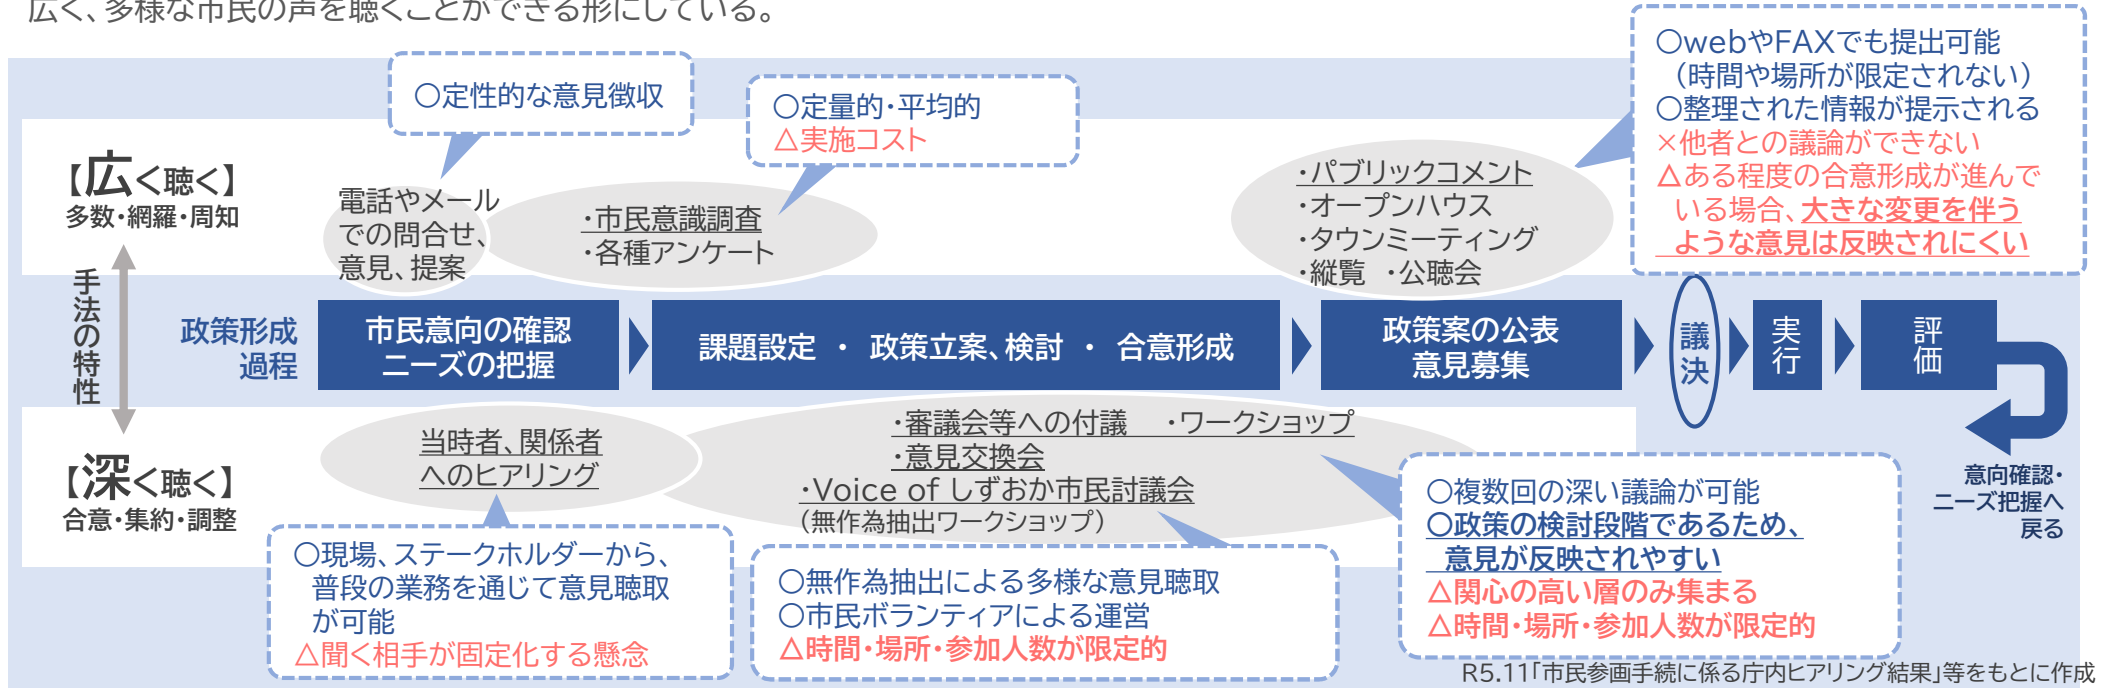 広く、多様な市民の声を聴くことができる形にしている。
〇定性的な意見徴収
〇定量的・平均的
△実施コスト
〇webやFAXでも提出可能
（時間や場所が限定されない）
〇整理された情報が提示される
×他者との議論ができない
△ある程度の合意形成が進んで
いる場合、大きな変更を伴う
ような意見は反映されにくい
【広く聴く】
多数・網羅・周知
電話やメール
での問合せ、
意見、提案
・市民意識調査
・各種アンケート
・パブリックコメント
・オープンハウス
・タウンミーティング
・縦覧 ・公聴会
手法の特性
政策形成
過程
市民意向の確認
ニーズの把握
課題設定 ・ 政策立案、検討 ・ 合意形成
政策案の公表
意見募集
議決
実行
評価
意向確認・
ニーズ把握へ
戻る
【深く聴く】
合意・集約・調整
当時者、関係者
へのヒアリング
・審議会等への付議 ・ワークショップ
・意見交換会
・Voice of しずおか市民討議会
（無作為抽出ワークショップ）
〇現場、ステークホルダーから、
普段の業務を通じて意見聴取
が可能
△聞く相手が固定化する懸念
〇無作為抽出による多様な意見聴取
〇市民ボランティアによる運営
△時間・場所・参加人数が限定的
〇複数回の深い議論が可能
〇政策の検討段階であるため、
意見が反映されやすい
△関心の高い層のみ集まる
△時間・場所・参加人数が限定的
R5.11「市民参画手続に係る庁内ヒアリング結果」等をもとに作成